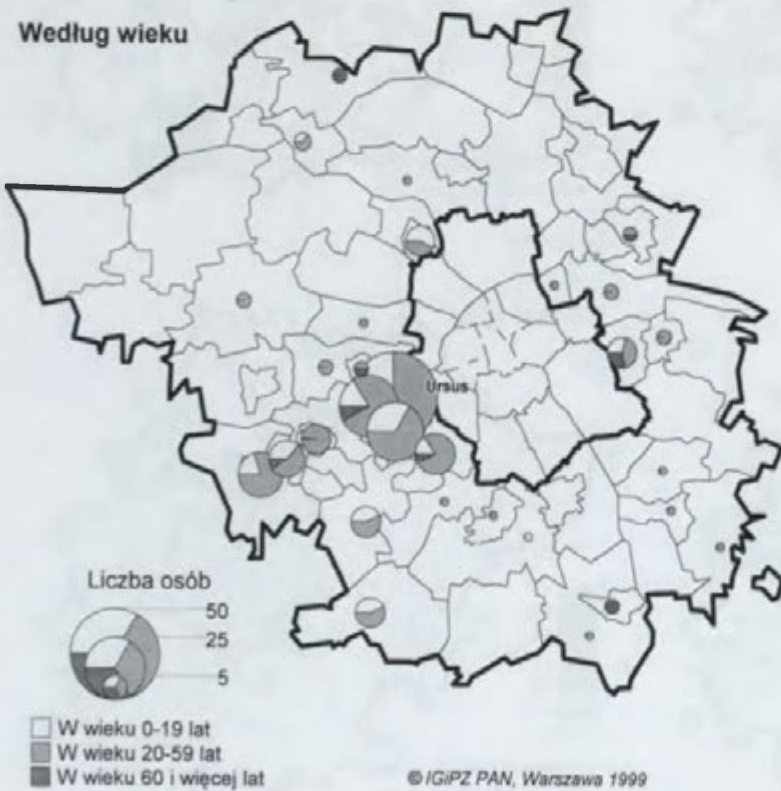 Według wieku
Ursus
Liczba osób
50
25
5
W wieku 0-19 lat
W wieku 20-59 lat
W wieku 60 i więcej lat
© IGiPZ PAN, Warszawa 1999